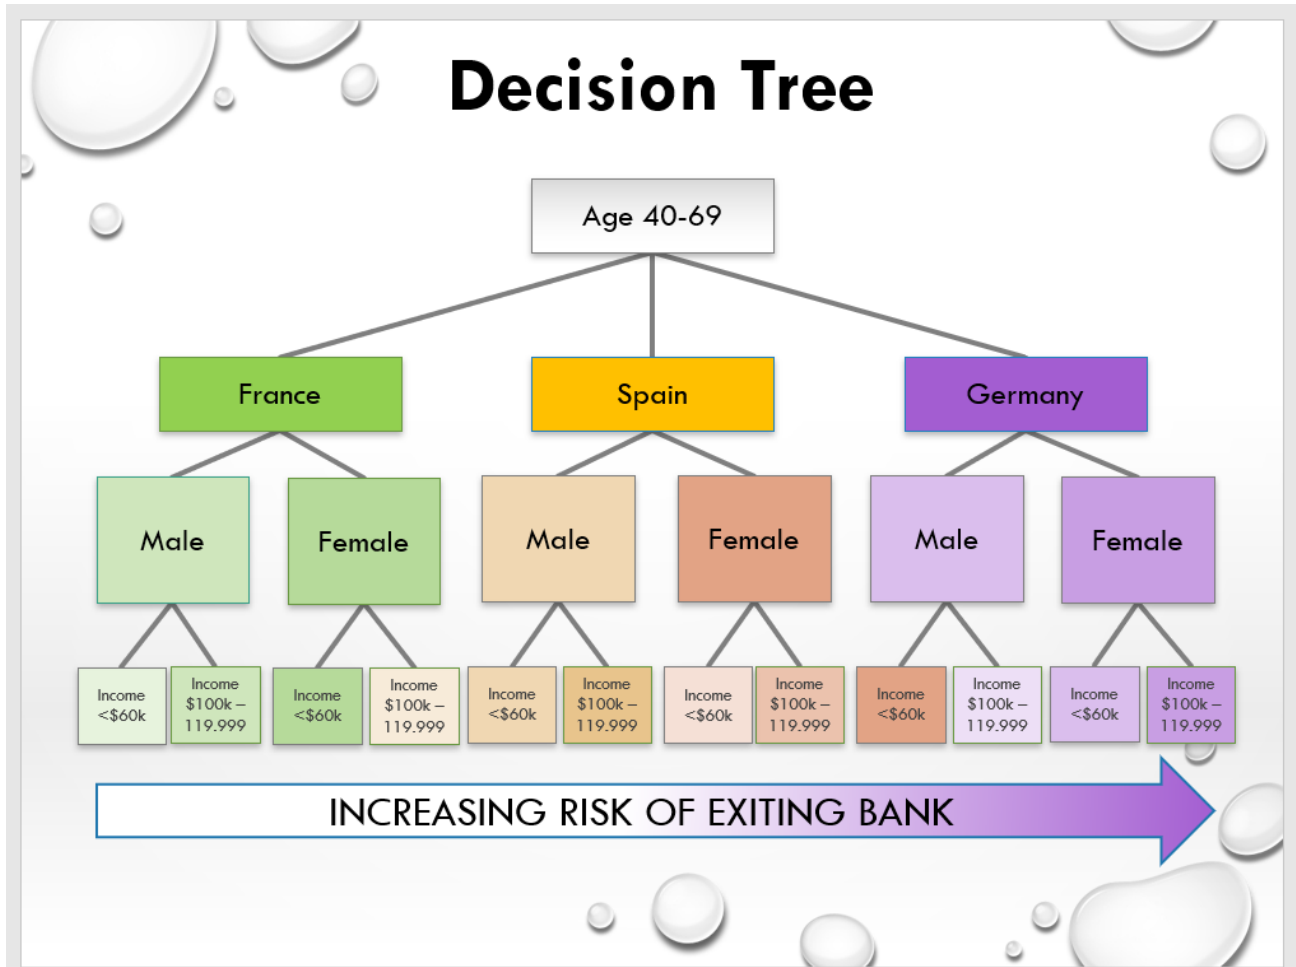 Decision Tree
Age 40-69
France
Spain
Germany
Male
Female
Male
Female
Male
Female
Income
<$60k
Income
$100k –
119.999
Income
<$60k
Income
$100k –
119.999
Income
<$60k
Income
$100k –
119.999
Income
<$60k
Income
$100k –
119.999
Income
<$60k
Income
$100k –
119.999
Income
<$60k
Income
$100k –
119.999
INCREASING RISK OF EXITING BANK